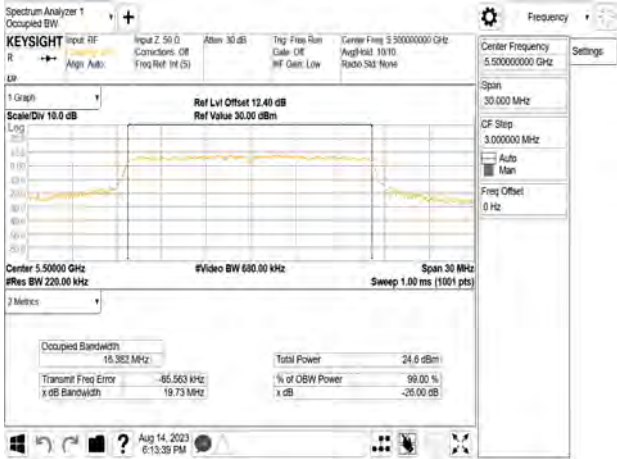 Spectrum Analyzer 1
Occupied BW
Frequency
KEYSIGHT
Input: RF
Input Z: 50 Ω
Atten: 30 dB
Trig: Free Run
Center Freq: 5.500000000 GHz
R
Corrections: Off
Gate: Off
Avg|Hold: 10/10
Align: Auto
Freq Ref: Int (S)
#IF Gain: Low
Radio Std: None
Center Frequency
5.500000000 GHz
Settings
Span
30.000 MHz
CF Step
3.000000 MHz
Auto
Man
Freq Offset
0 Hz
1 Graph
Ref Lvl Offset 12.40 dB
Scale/Div 10.0 dB
Ref Value 30.00 dBm
Log
Center 5.50000 GHz
#Video BW 680.00 kHz
Span 30 MHz
#Res BW 220.00 kHz
Sweep 1.00 ms (1001 pts)
2 Metrics
Occupied Bandwidth
16.382 MHz
Total Power
24.6 dBm
Transmit Freq Error
-65.563 kHz
% of OBW Power
99.00 %
x dB Bandwidth
19.73 MHz
x dB
-26.00 dB
Aug 14, 2023
6:13:39 PM